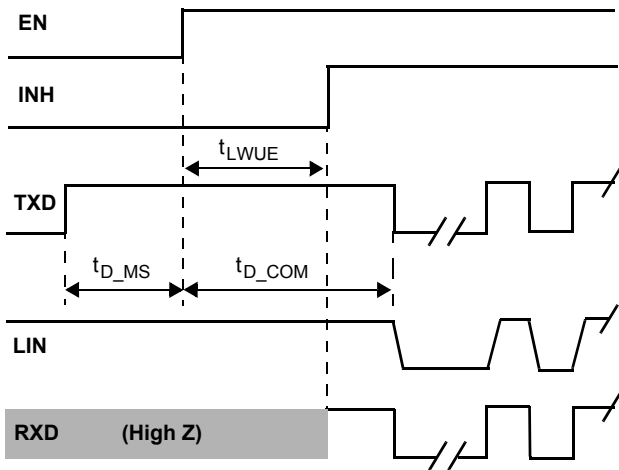 EN
INH
tLWUE
TXD
tD_MS
tD_COM
LIN
RXD (High Z)